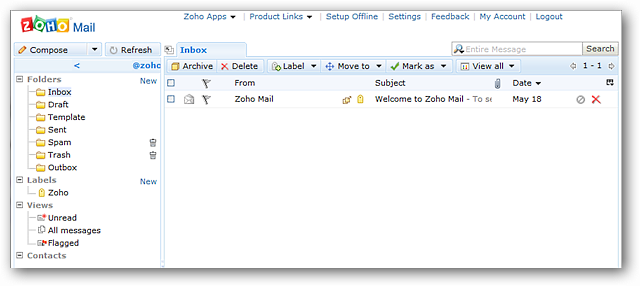 Zoho Apps | Product Links | Setup Offline | Settings | Feedback | My Account | Logout
ZOHO Mail
Compose Refresh Inbox Entire Message Search
< @zoho
Archive Delete Label Move to Mark as View all 1 - 1
Folders New
From Subject Date
Inbox
Zoho Mail Welcome to Zoho Mail - To se May 18
Draft
Template
Sent
Spam
Trash
Outbox
Labels New
Zoho
Views
Unread
All messages
Flagged
Contacts